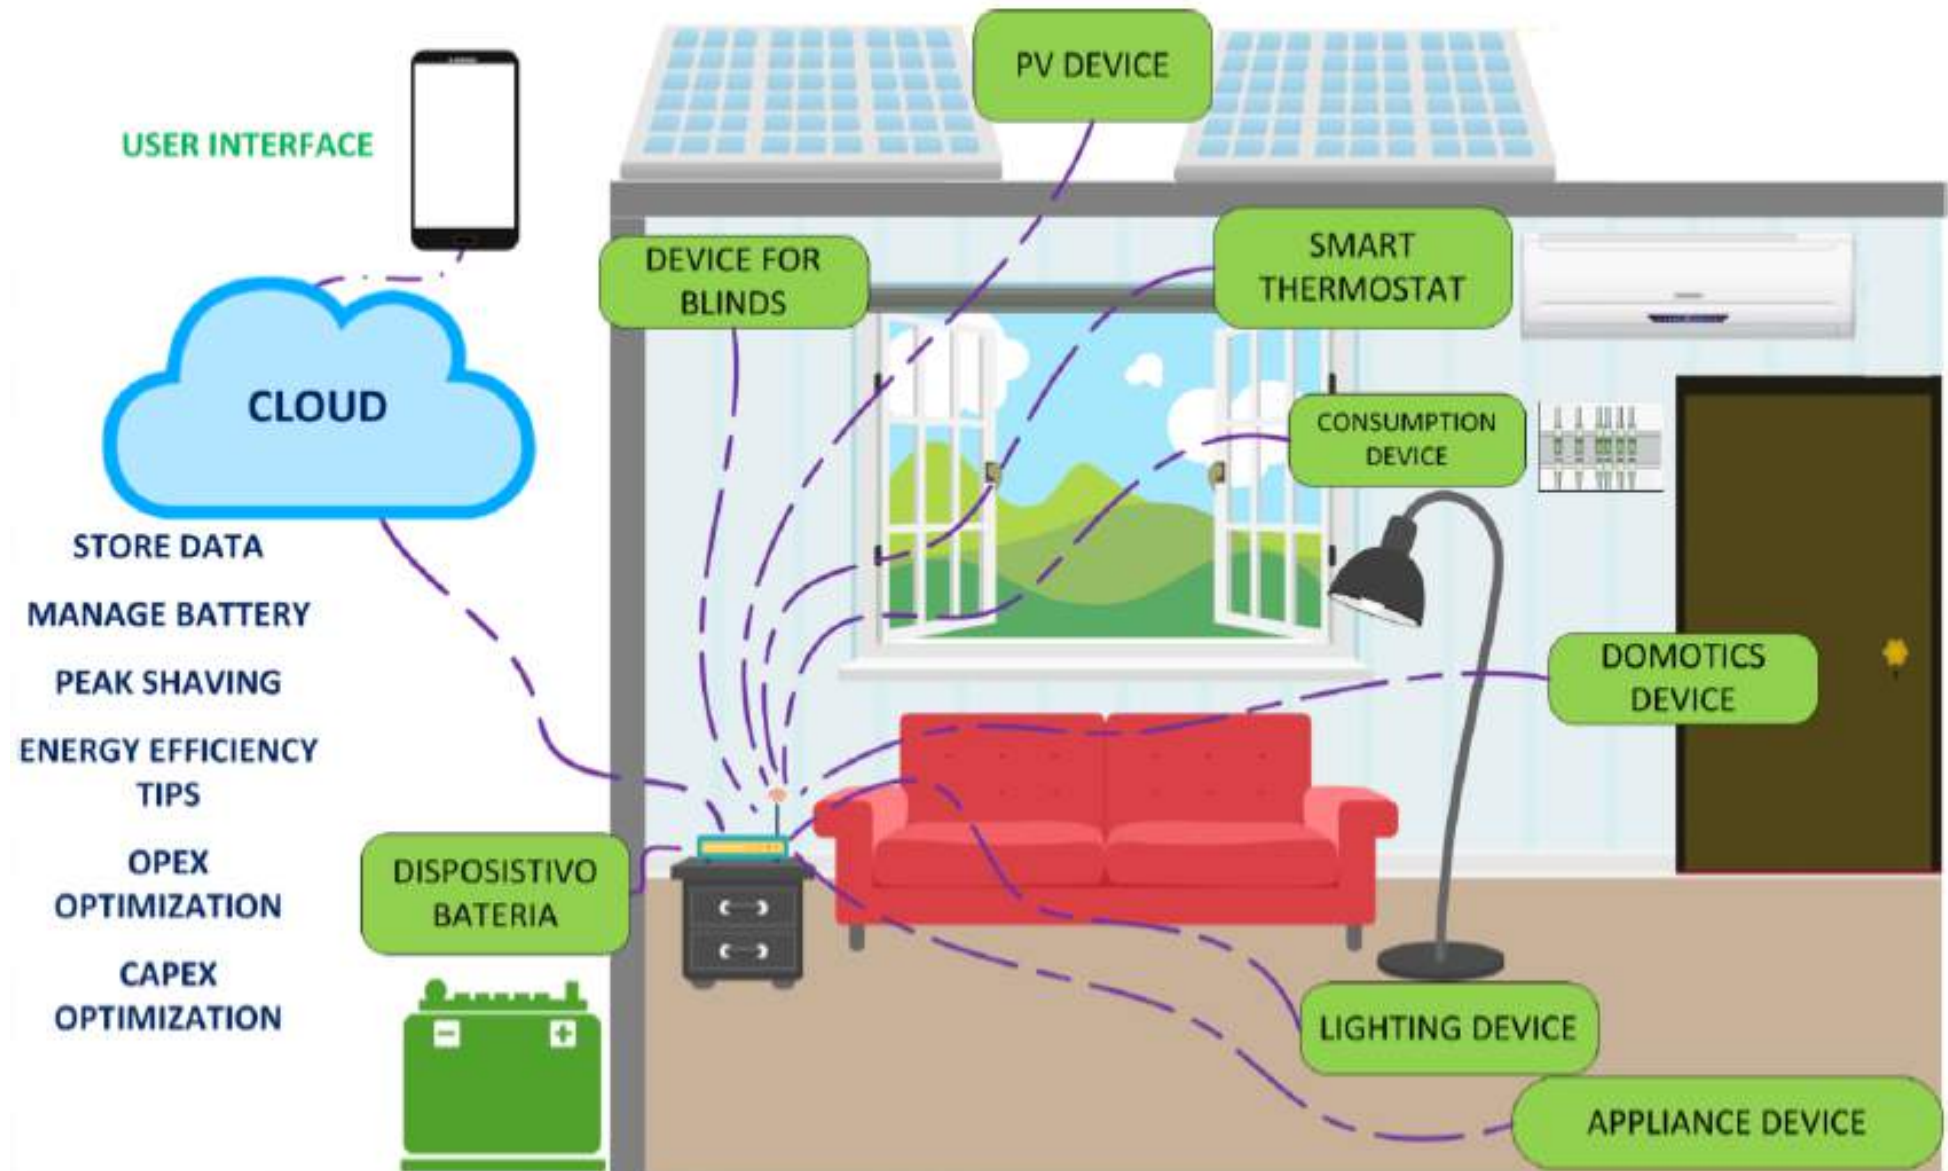 PV DEVICE
USER INTERFACE
DEVICE FOR
BLINDS
SMART
THERMOSTAT
CLOUD
CONSUMPTION
DEVICE
STORE DATA
MANAGE BATTERY
PEAK SHAVING
ENERGY EFFICIENCY
TIPS
OPEX
OPTIMIZATION
CAPEX
OPTIMIZATION
DISPOSISTIVO
BATERIA
DOMOTICS
DEVICE
LIGHTING DEVICE
APPLIANCE DEVICE